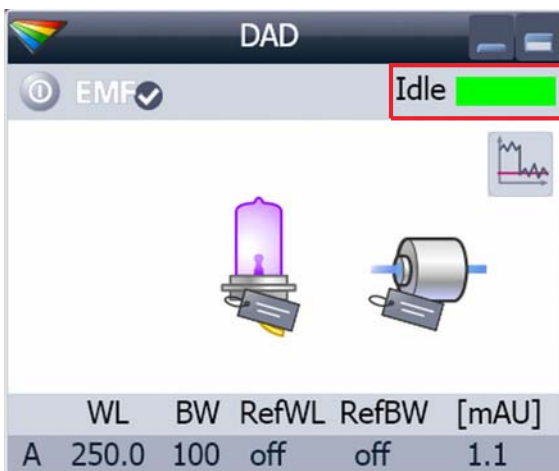 DAD
EMF Idle
WL BW RefWL RefBW [mAU]
A 250.0 100 off off 1.1